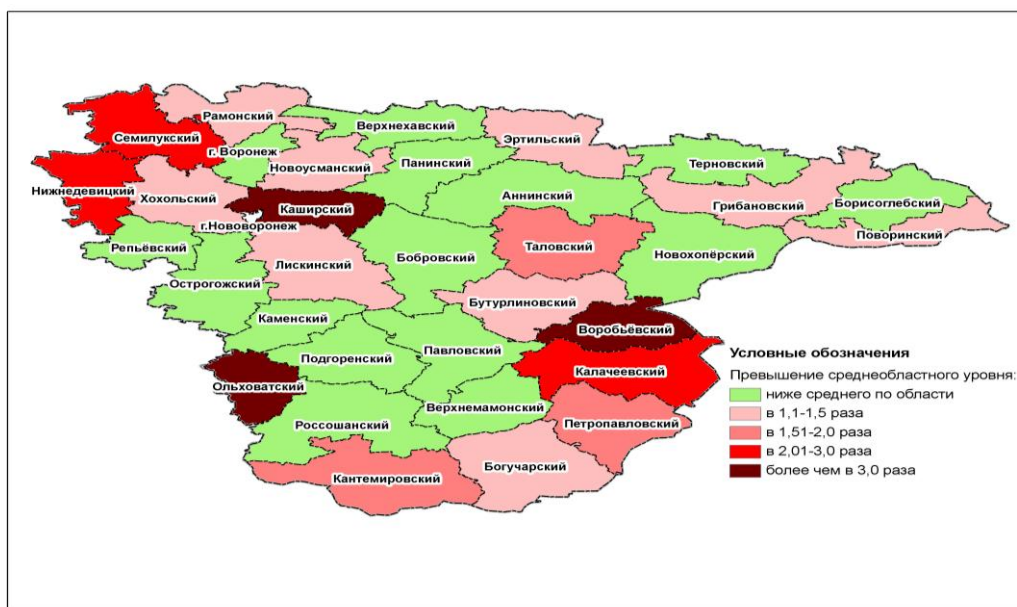 Рамонский
Верхнехавский
Семилукский
Эртильский
г. Воронеж
Новоусманский
Панинский
Терновский
Нижнедевицкий
Хохольский
Аннинский
Грибановский
Борисоглебский
Каширский
г.Нововоронеж
Поворинский
Репьёвский
Таловский
Лискинский
Бобровский
Новохопёрский
Острогожский
Бутурлиновский
Каменский
Воробьёвский
Подгоренский
Павловский
Калачеевский
Ольховатский
Верхнемамонский
Россошанский
Петропавловский
Богучарский
Кантемировский
Условные обозначения
Превышение среднеобластного уровня:
ниже среднего по области
в 1,1-1,5 раза
в 1,51-2,0 раза
в 2,01-3,0 раза
более чем в 3,0 раза